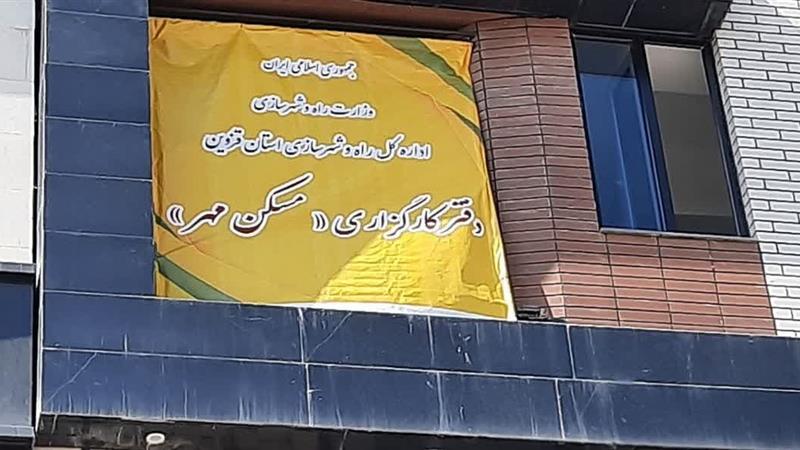 جمهوری اسلامی ایران
وزارت راه و شهرسازی
اداره کل راه و شهرسازی استان قزوین
دفتر کارگزاری « مسکن مهر »